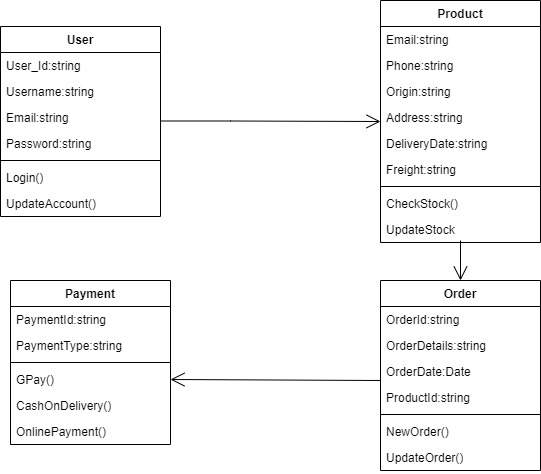 User
User_Id:string
Username:string
Email:string
Password:string
Login()
UpdateAccount()
Product
Email:string
Phone:string
Origin:string
Address:string
DeliveryDate:string
Freight:string
CheckStock()
UpdateStock
Payment
PaymentId:string
PaymentType:string
GPay()
CashOnDelivery()
OnlinePayment()
Order
OrderId:string
OrderDetails:string
OrderDate:Date
ProductId:string
NewOrder()
UpdateOrder()